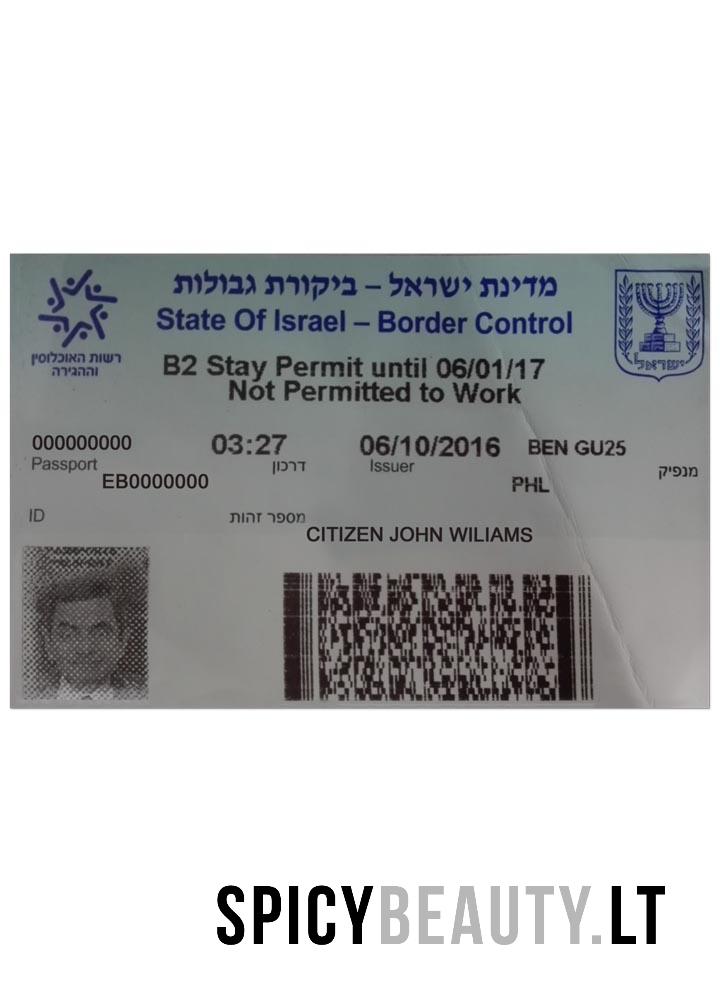 מדינת ישראל – ביקורת גבולות
State Of Israel – Border Control
רשות האוכלוסין
וההגירה
ישראל
B2 Stay Permit until 06/01/17
Not Permitted to Work
000000000 03:27 06/10/2016 BEN GU25
Passport דרכון Issuer מנפיק
EB0000000 PHL
ID מספר זהות
CITIZEN JOHN WILIAMS
SPICYBEAUTY.LT